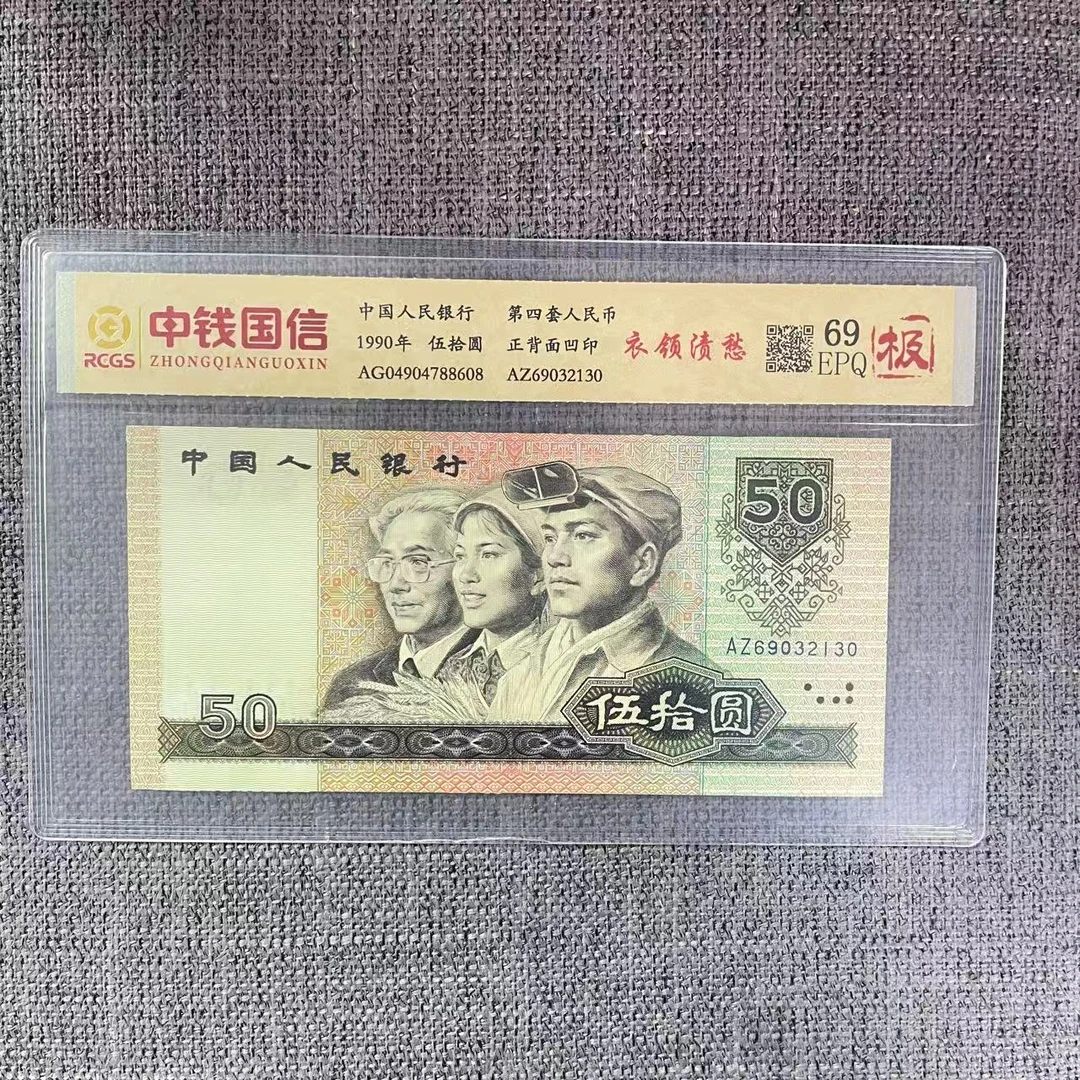 RCGS
中钱国信
ZHONGQIANGUOXIN
中国人民银行 第四套人民币
1990年 伍拾圆 正背面凹印
AG04904788608 AZ69032130
衣领渍愁
69
EPQ
一板
中国人民银行
50
AZ69032130
50
伍拾圆